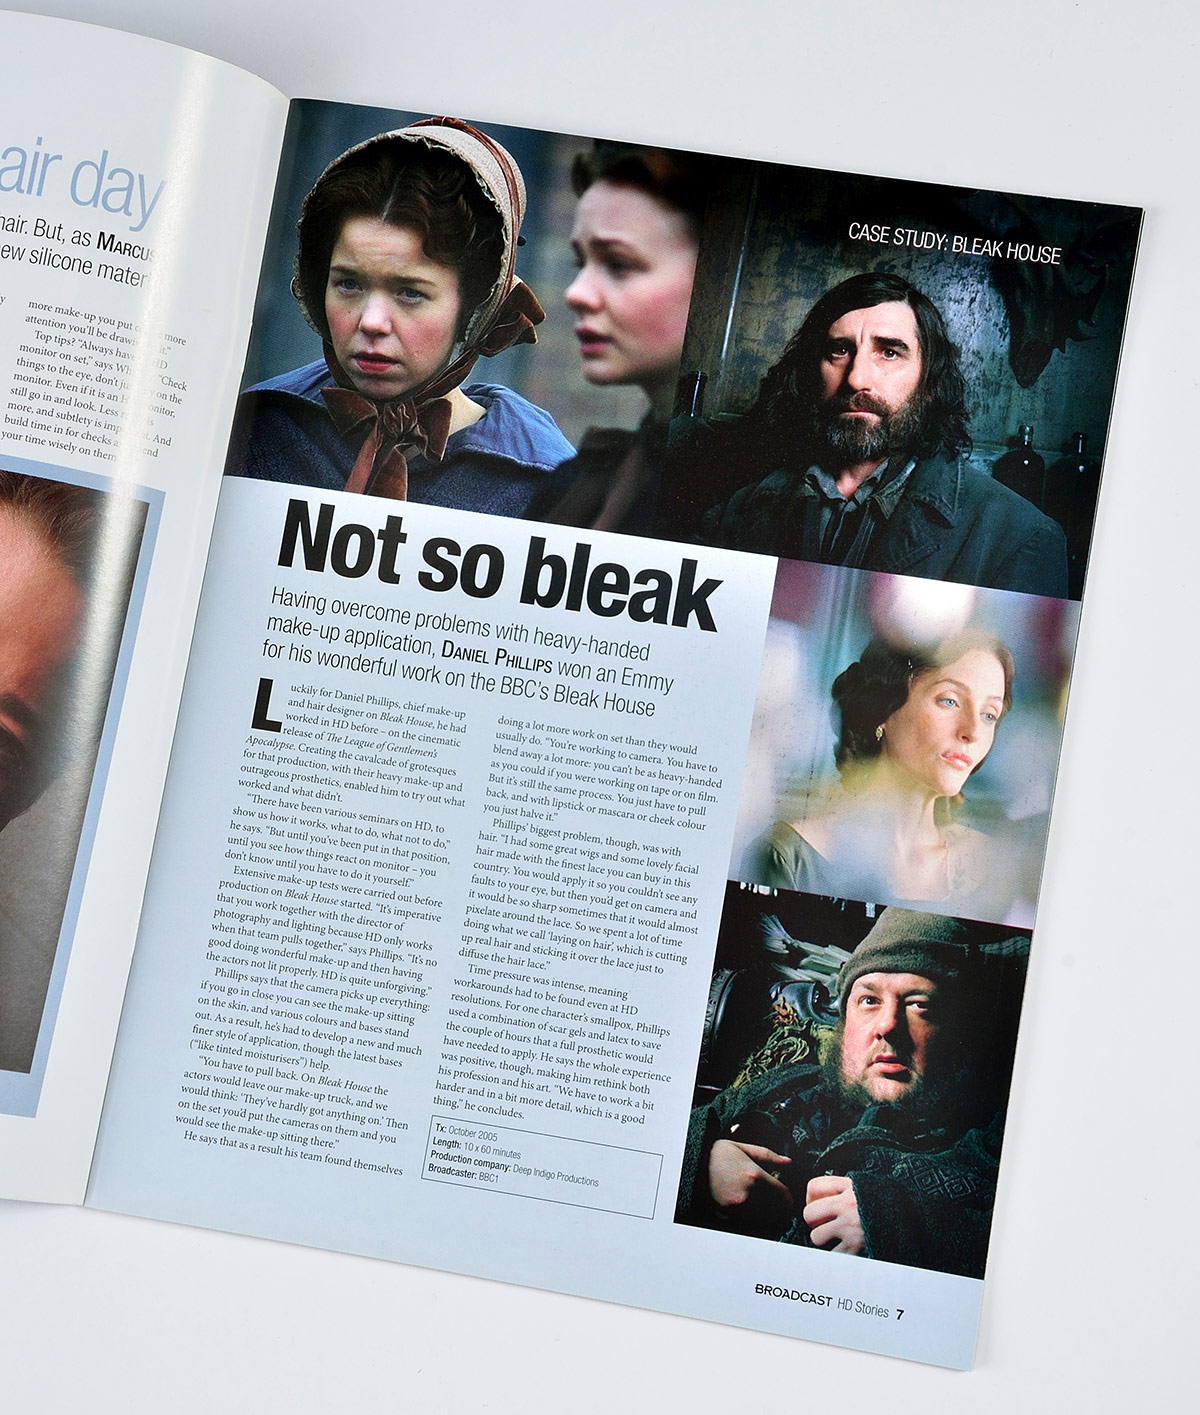 air day
hair. But, as MARCUS
ew silicone mater
y
more make-up you put more
attention you'll be
Top tips? "Always have HD
monitor on set," says "Check
things to the eye, don't on the
monitor. Even if it is an monitor,
still go in and look. Less is
more, and subtlety is And
build time in for checks
your time wisely on them
CASE STUDY: BLEAK HOUSE
Not so bleak
Having overcome problems with heavy-handed
make-up application, DANIEL PHILLIPS won an Emmy
for his wonderful work on the BBC's Bleak House
Luckily for Daniel Phillips, chief make-up
and hair designer on Bleak House, he had
worked in HD before – on the cinematic
release of The League of Gentlemen's
Apocalypse. Creating the cavalcade of grotesques
for that production, with their heavy make-up and
outrageous prosthetics, enabled him to try out what
worked and what didn't.
"There have been various seminars on HD, to
show us how it works, what to do, what not to do,"
he says. "But until you've been put in that position,
until you see how things react on monitor – you
don't know until you have to do it yourself."
Extensive make-up tests were carried out before
production on Bleak House started. "It's imperative
that you work together with the director of
photography and lighting because HD only works
when that team pulls together," says Phillips. "It's no
good doing wonderful make-up and then having
the actors not lit properly. HD is quite unforgiving."
Phillips says that the camera picks up everything:
if you go in close you can see the make-up sitting
on the skin, and various colours and bases stand
out. As a result, he's had to develop a new and much
finer style of application, though the latest bases
("like tinted moisturisers") help.
"You have to pull back. On Bleak House the
actors would leave our make-up truck, and we
would think: 'They've hardly got anything on.' Then
on the set you'd put the cameras on them and you
would see the make-up sitting there."
He says that as a result his team found themselves
doing a lot more work on set than they would
usually do. "You're working to camera. You have to
blend away a lot more: you can't be as heavy-handed
as you could if you were working on tape or on film.
But it's still the same process. You just have to pull
back, and with lipstick or mascara or cheek colour
you just halve it."
Phillips' biggest problem, though, was with
hair. "I had some great wigs and some lovely facial
hair made with the finest lace you can buy in this
country. You would apply it so you couldn't see any
faults to your eye, but then you'd get on camera and
it would be so sharp sometimes that it would almost
pixelate around the lace. So we spent a lot of time
doing what we call 'laying on hair', which is cutting
up real hair and sticking it over the lace just to
diffuse the hair lace."
Time pressure was intense, meaning
workarounds had to be found even at HD
resolutions. For one character's smallpox, Phillips
used a combination of scar gels and latex to save
the couple of hours that a full prosthetic would
have needed to apply. He says the whole experience
was positive, though, making him rethink both
his profession and his art. "We have to work a bit
harder and in a bit more detail, which is a good
thing," he concludes.
Tx: October 2005
Length: 10 x 60 minutes
Production company: Deep Indigo Productions
Broadcaster: BBC1
BROADCAST HD Stories 7